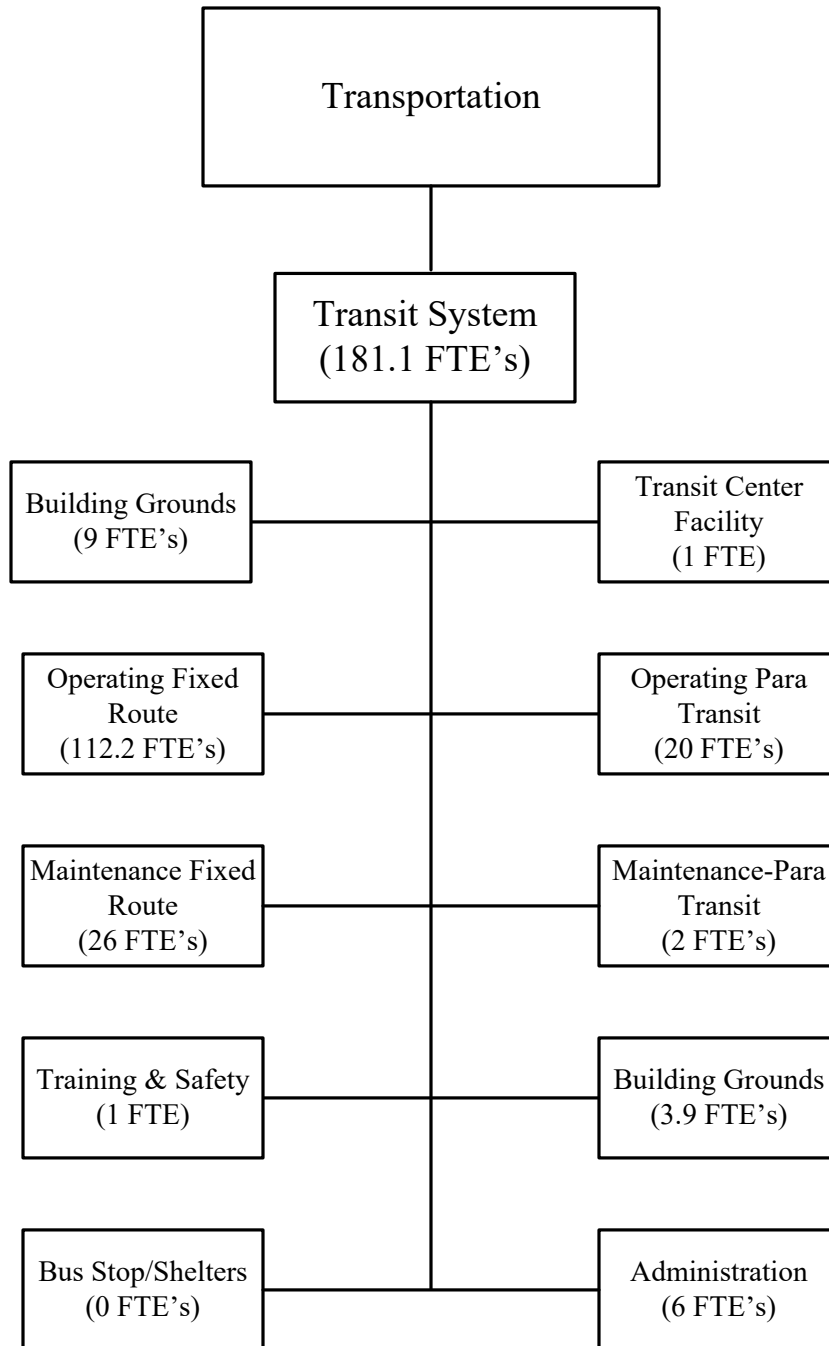 Transportation
Transit System
(181.1 FTE’s)
Building Grounds
(9 FTE’s)
Transit Center
Facility
(1 FTE)
Operating Fixed
Route
(112.2 FTE’s)
Operating Para
Transit
(20 FTE’s)
Maintenance Fixed
Route
(26 FTE’s)
Maintenance-Para
Transit
(2 FTE’s)
Training & Safety
(1 FTE)
Building Grounds
(3.9 FTE’s)
Bus Stop/Shelters
(0 FTE’s)
Administration
(6 FTE’s)